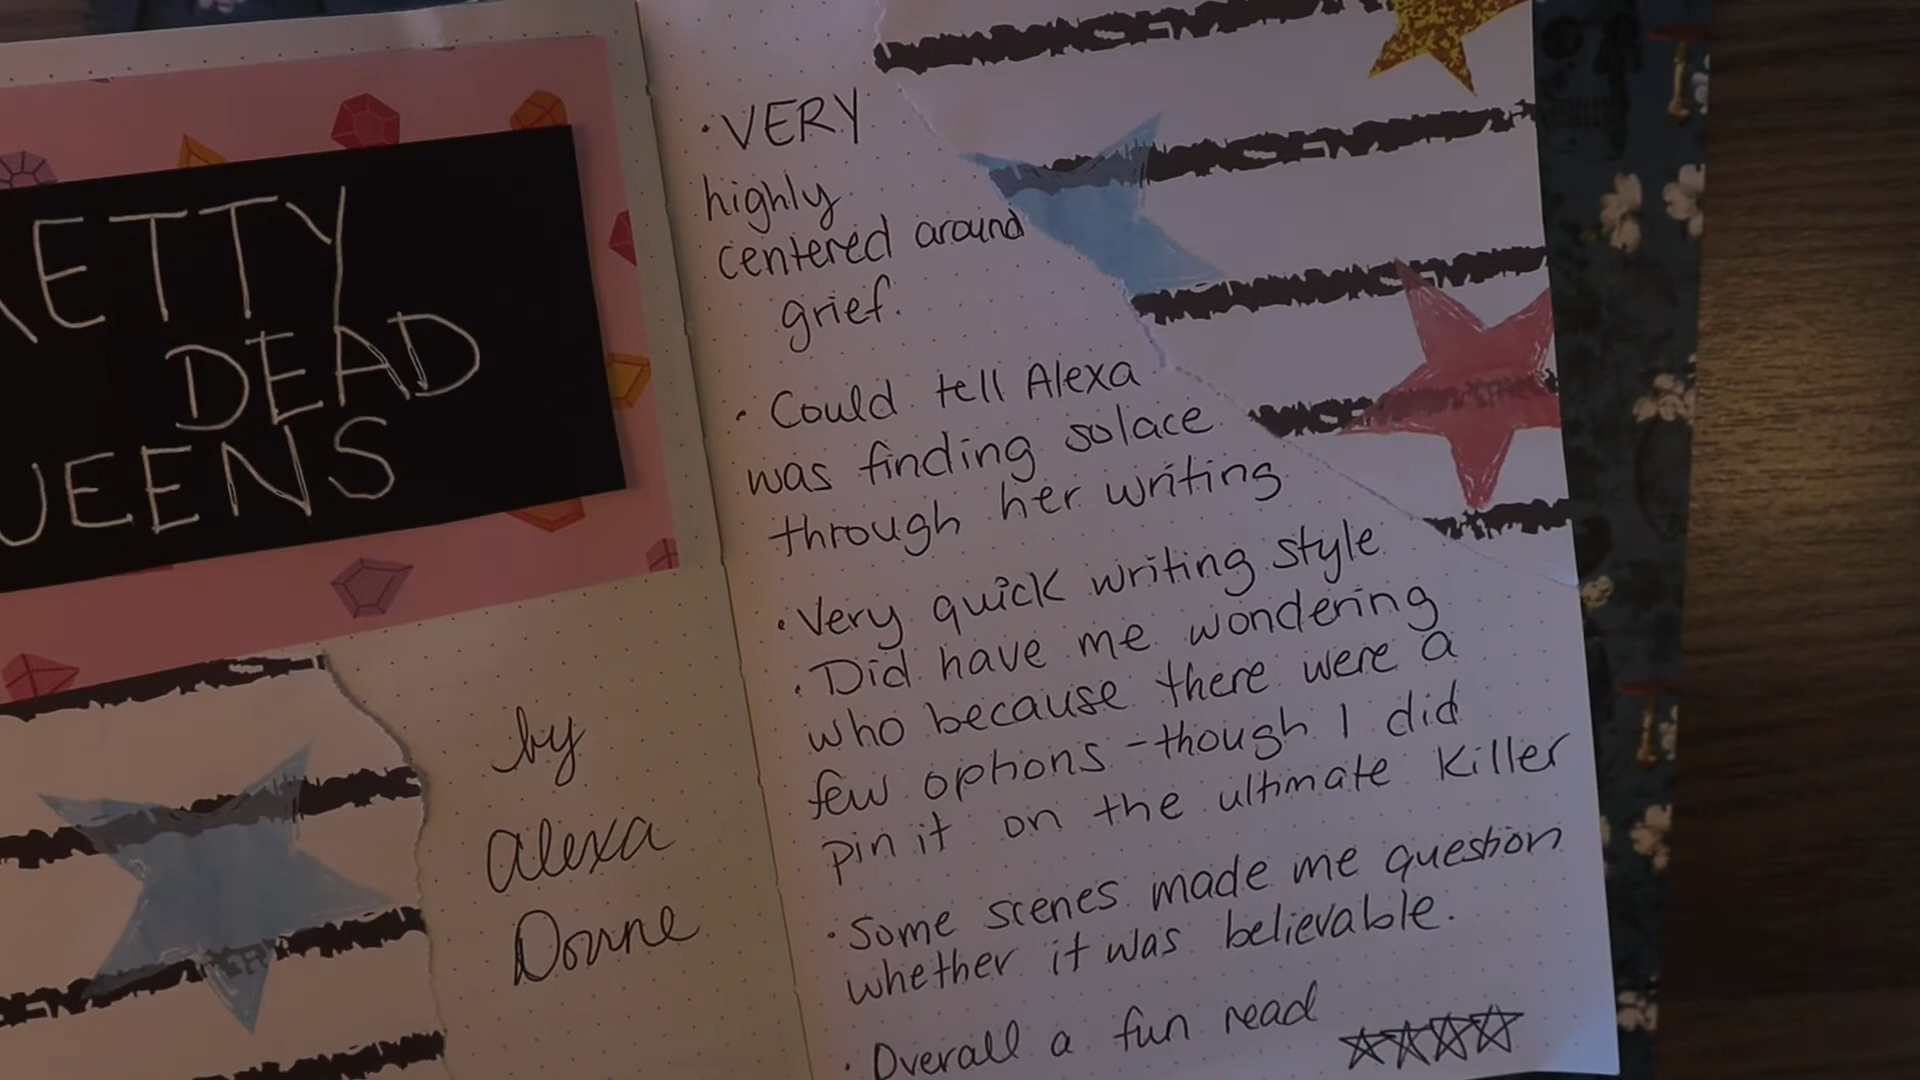 RETTY
DEAD
UEENS
by
Alexa
Donne
• VERY
highly
centered around
grief.
• Could tell Alexa
was finding solace
through her writing
• Very quick writing style
• Did have me wondering
who because there were a
few options - though I did
pin it on the ultimate killer
• Some scenes made me question
whether it was believable.
• Overall a fun read